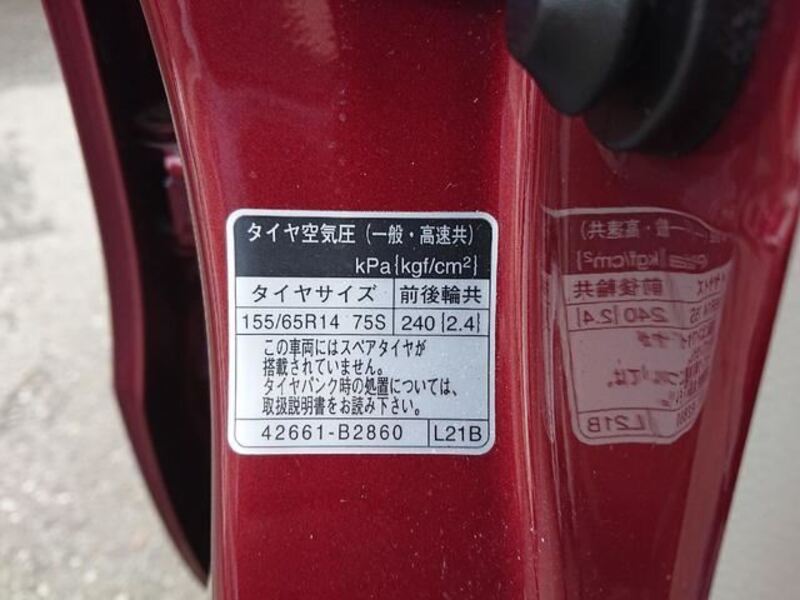 タイヤ空気圧(一般・高速共)
kPa{kgf/cm²}
タイヤサイズ 前後輪共
155/65R14 75S 240{2.4}
この車両にはスペアタイヤが
搭載されていません。
タイヤパンク時の処置については、
取扱説明書をお読み下さい。
42661-B2860 L21B